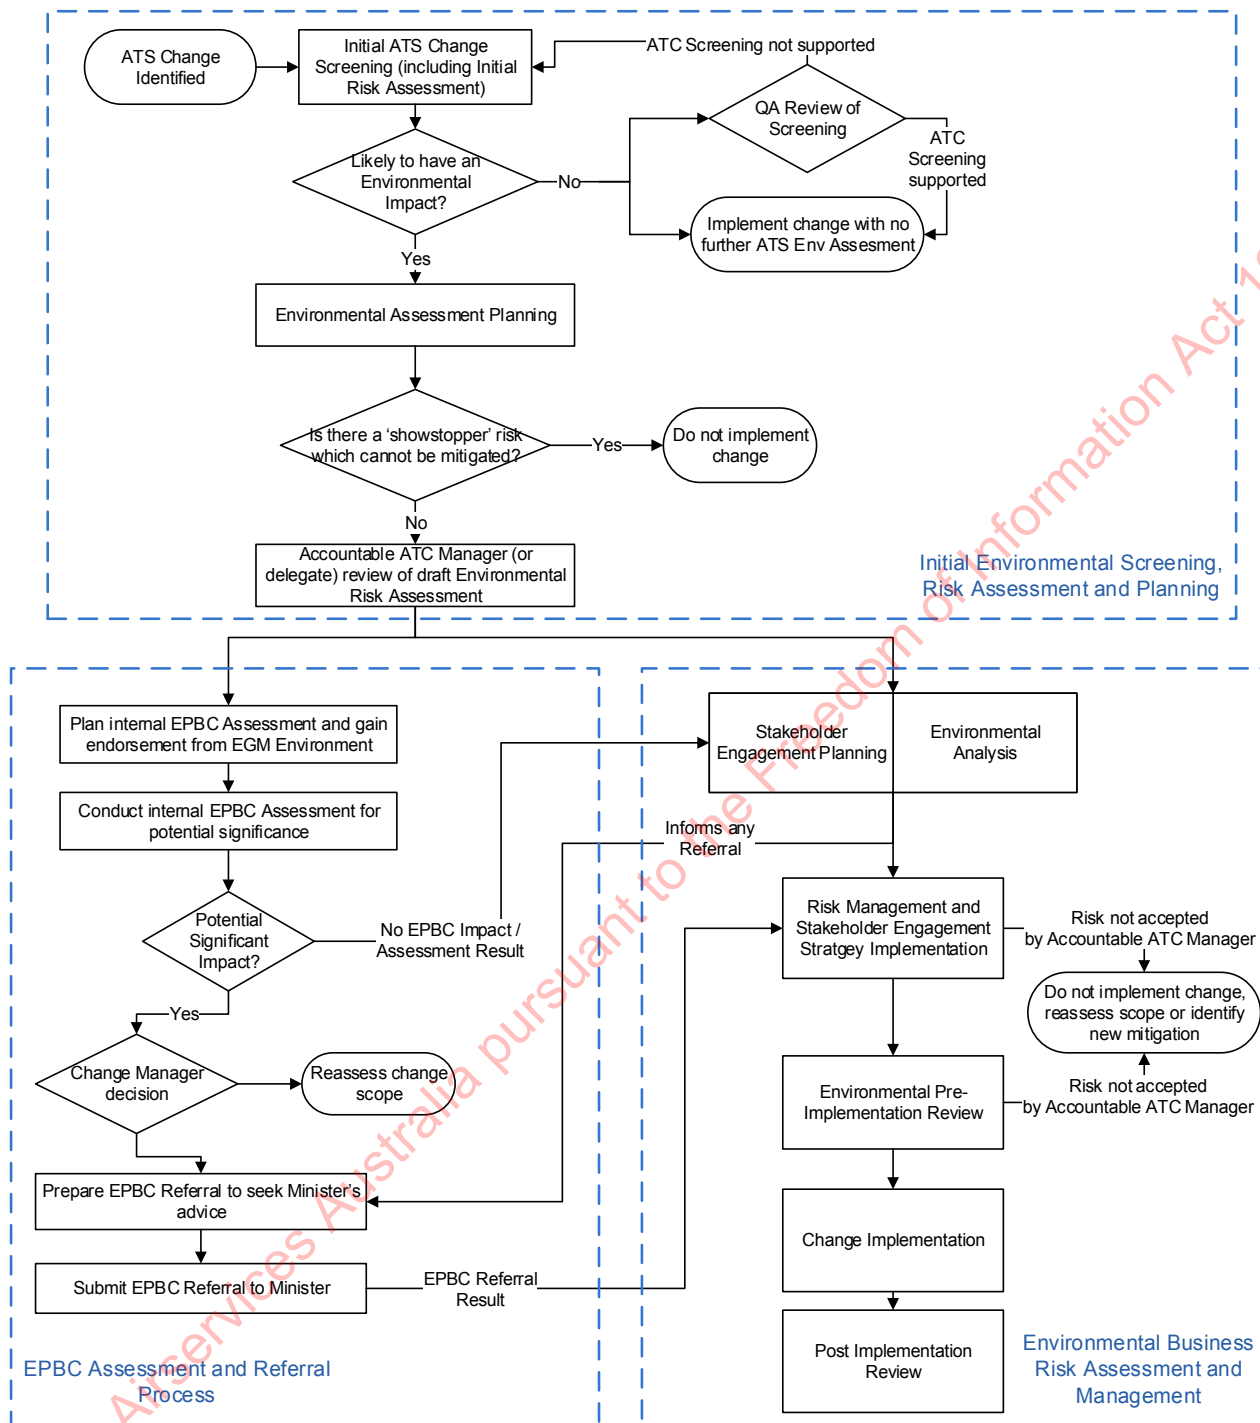 ATS Change
Identified
Initial ATS Change
Screening (including Initial
Risk Assessment)
ATC Screening not supported
QA Review of
Screening
ATC
Screening
supported
Likely to have an
Environmental
Impact?
No
Implement change with no
further ATS Env Assesment
Yes
Environmental Assessment Planning
Is there a ‘showstopper’ risk
which cannot be mitigated?
Yes
Do not implement
change
No
Accountable ATC Manager (or
delegate) review of draft Environmental
Risk Assessment
Initial Environmental Screening,
Risk Assessment and Planning
Plan internal EPBC Assessment and gain
endorsement from EGM Environment
Stakeholder
Engagement Planning
Environmental
Analysis
Conduct internal EPBC Assessment for
potential significance
Informs any
Referral
Potential
Significant
Impact?
No EPBC Impact /
Assessment Result
Risk Management and
Stakeholder Engagement
Stratgey Implementation
Risk not accepted
by Accountable ATC Manager
Do not implement change,
reassess scope or identify
new mitigation
Yes
Change Manager
decision
Reassess change
scope
Environmental Pre-
Implementation Review
Risk not accepted
by Accountable ATC Manager
Prepare EPBC Referral to seek Minister’s
advice
Change Implementation
Submit EPBC Referral to Minister
EPBC Referral
Result
Post Implementation
Review
EPBC Assessment and Referral
Process
Environmental Business
Risk Assessment and
Management
Airservices Australia pursuant to the Freedom of Information Act